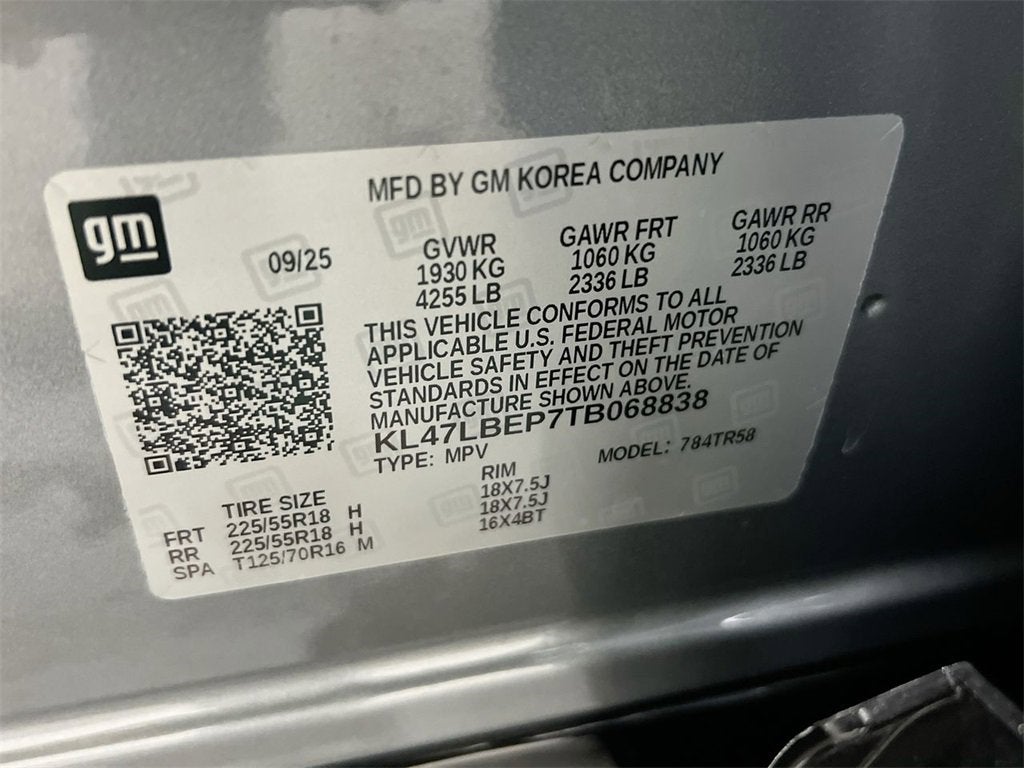 MFD BY GM KOREA COMPANY
gm
09/25
GVWR GAWR FRT GAWR RR
1930 KG 1060 KG 1060 KG
4255 LB 2336 LB 2336 LB
THIS VEHICLE CONFORMS TO ALL
APPLICABLE U.S. FEDERAL MOTOR
VEHICLE SAFETY AND THEFT PREVENTION
STANDARDS IN EFFECT ON THE DATE OF
MANUFACTURE SHOWN ABOVE.
KL47LBEP7TB068838
TYPE: MPV MODEL: 784TR58
TIRE SIZE RIM
FRT 225/55R18 H 18X7.5J
RR 225/55R18 H 18X7.5J
SPA T125/70R16 M 16X4BT